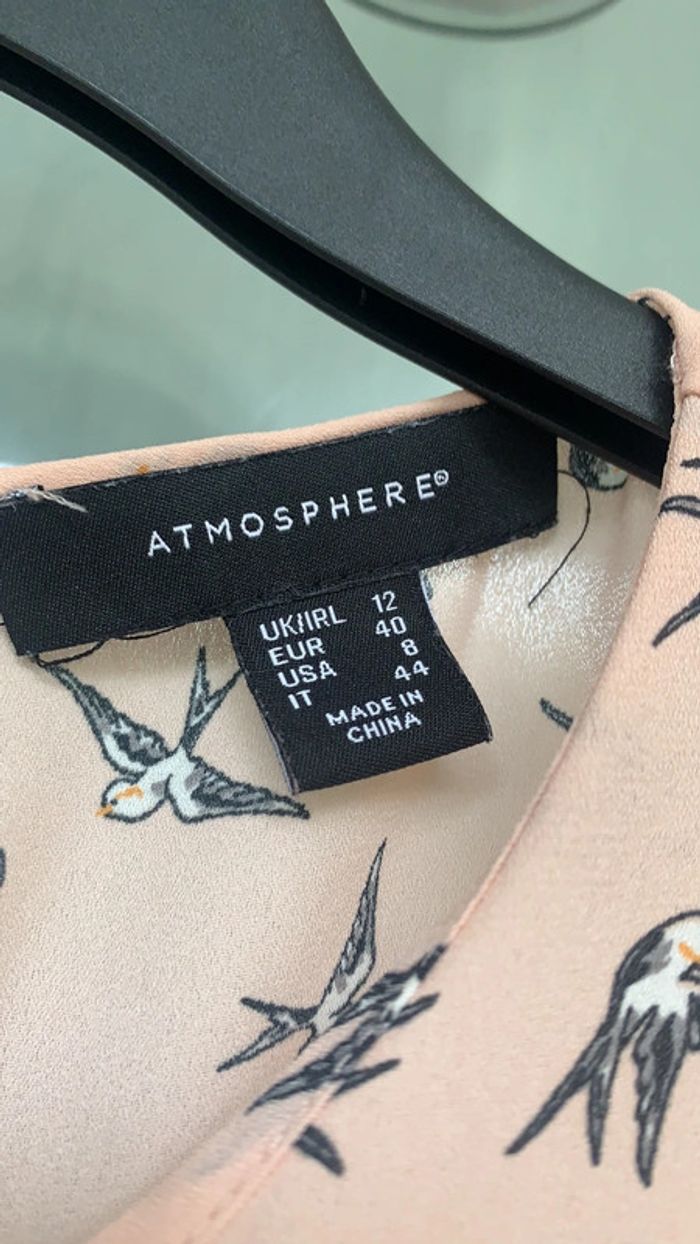 ATMOSPHERE®
UK/IRL 12
EUR 40
USA 8
IT 44
MADE IN
CHINA